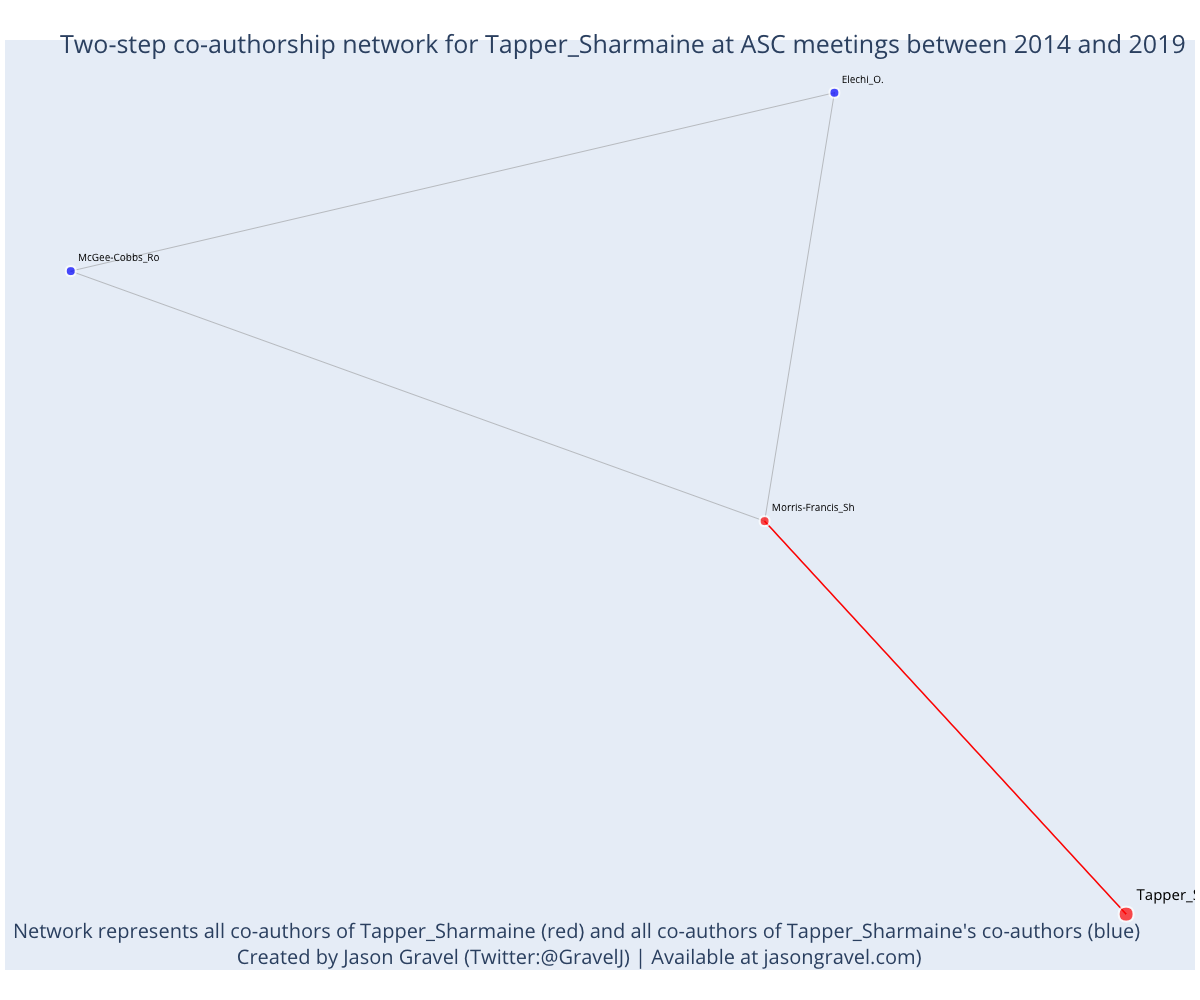 Two-step co-authorship network for Tapper_Sharmaine at ASC meetings between 2014 and 2019
Elechi_O.
McGee-Cobbs_Ro
Morris-Francis_Sh
Tapper_S
Network represents all co-authors of Tapper_Sharmaine (red) and all co-authors of Tapper_Sharmaine's co-authors (blue)
Created by Jason Gravel (Twitter:@GravelJ) | Available at jasongravel.com)